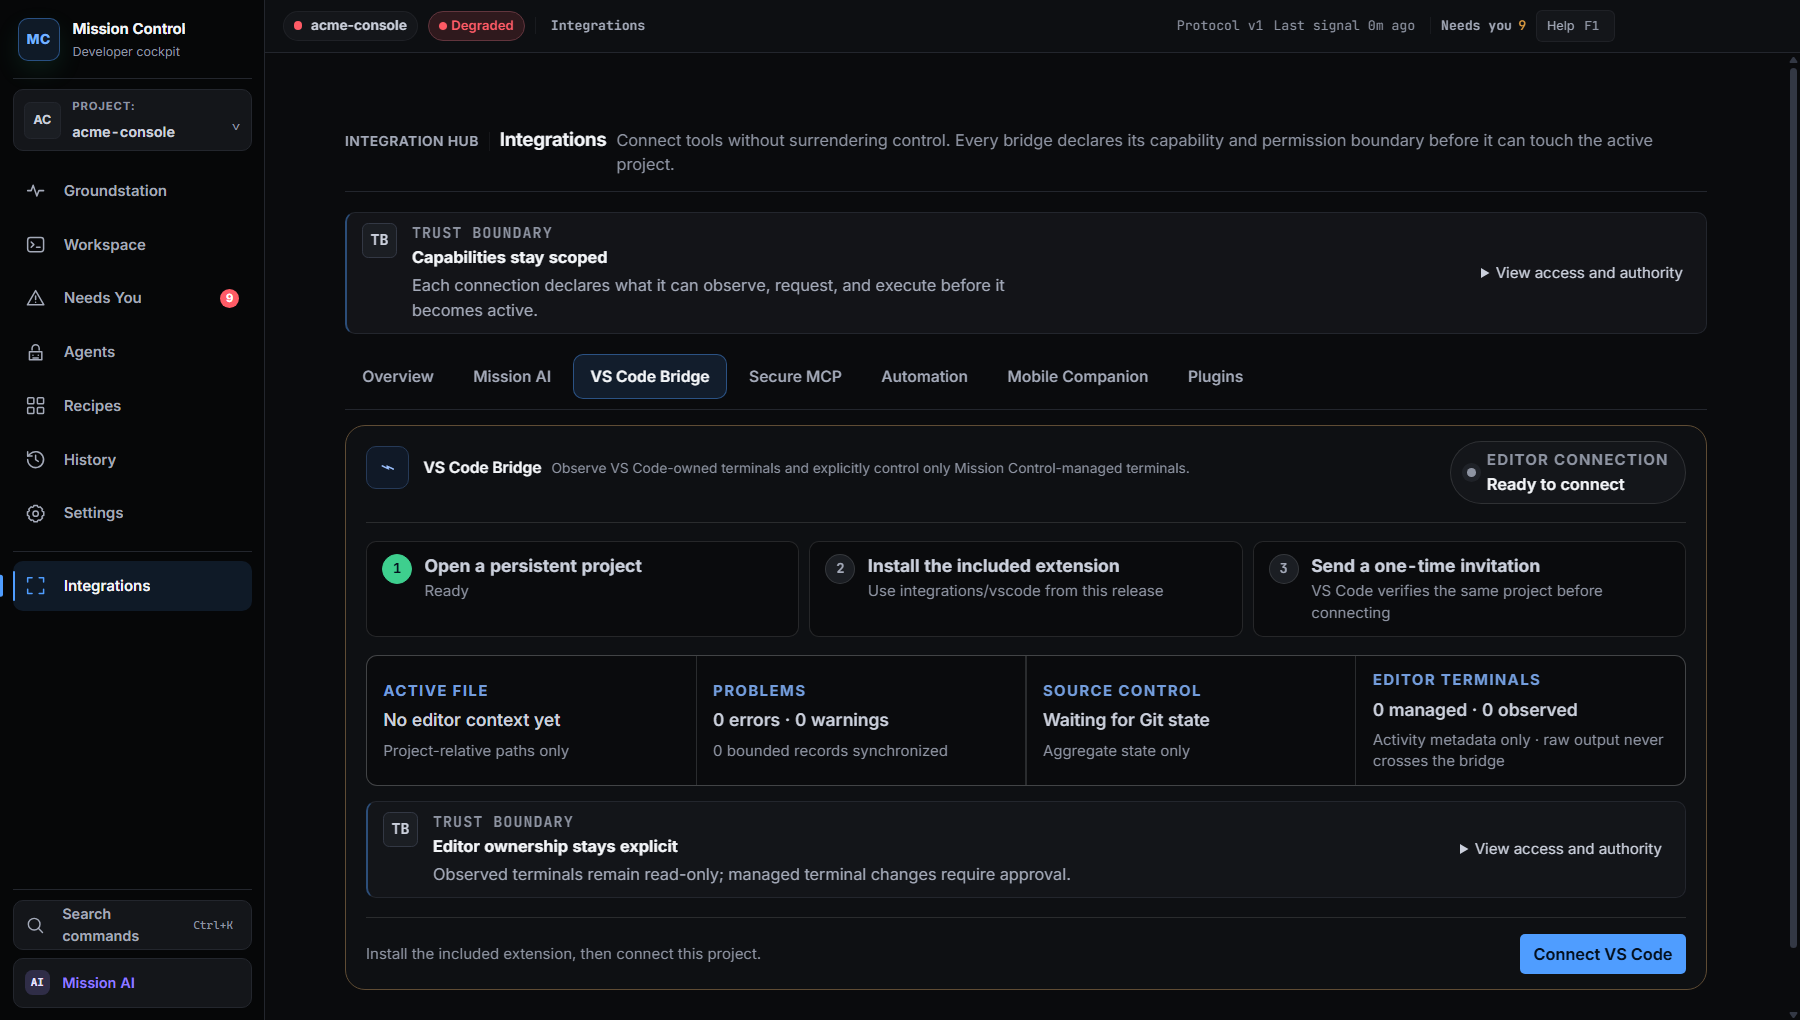 MC
Mission Control
Developer cockpit
AC
PROJECT:
acme-console
v
Groundstation
Workspace
Needs You
9
Agents
Recipes
History
Settings
Integrations
Search commands
Ctrl+K
AI
Mission AI
acme-console
Degraded
Integrations
Protocol v1
Last signal 0m ago
Needs you 9
Help F1
INTEGRATION HUB
Integrations
Connect tools without surrendering control. Every bridge declares its capability and permission boundary before it can touch the active
project.
TB
TRUST BOUNDARY
Capabilities stay scoped
Each connection declares what it can observe, request, and execute before it
becomes active.
View access and authority
Overview
Mission AI
VS Code Bridge
Secure MCP
Automation
Mobile Companion
Plugins
VS Code Bridge
Observe VS Code-owned terminals and explicitly control only Mission Control-managed terminals.
EDITOR CONNECTION
Ready to connect
1
Open a persistent project
Ready
2
Install the included extension
Use integrations/vscode from this release
3
Send a one-time invitation
VS Code verifies the same project before
connecting
ACTIVE FILE
No editor context yet
Project-relative paths only
PROBLEMS
0 errors · 0 warnings
0 bounded records synchronized
SOURCE CONTROL
Waiting for Git state
Aggregate state only
EDITOR TERMINALS
0 managed · 0 observed
Activity metadata only · raw output never
crosses the bridge
TB
TRUST BOUNDARY
Editor ownership stays explicit
Observed terminals remain read-only; managed terminal changes require approval.
View access and authority
Install the included extension, then connect this project.
Connect VS Code